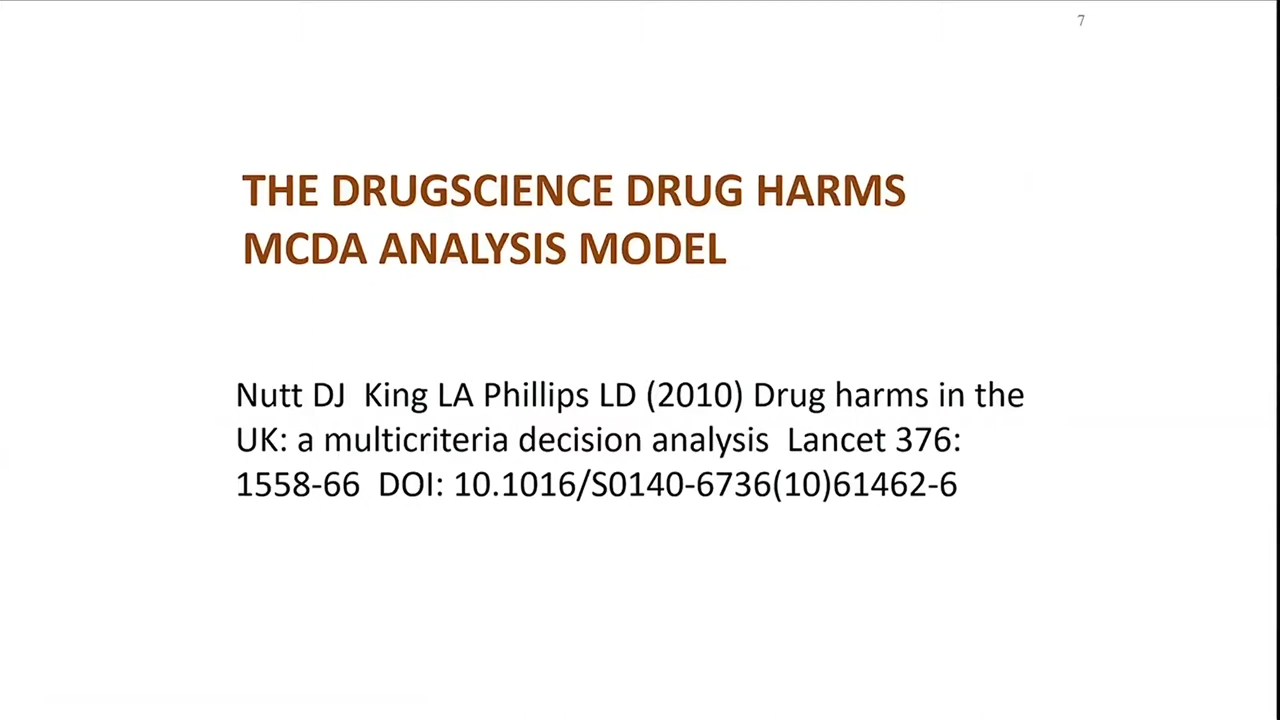 7
THE DRUGSCIENCE DRUG HARMS
MCDA ANALYSIS MODEL
Nutt DJ  King LA Phillips LD (2010) Drug harms in the
UK: a multicriteria decision analysis  Lancet 376:
1558-66  DOI: 10.1016/S0140-6736(10)61462-6